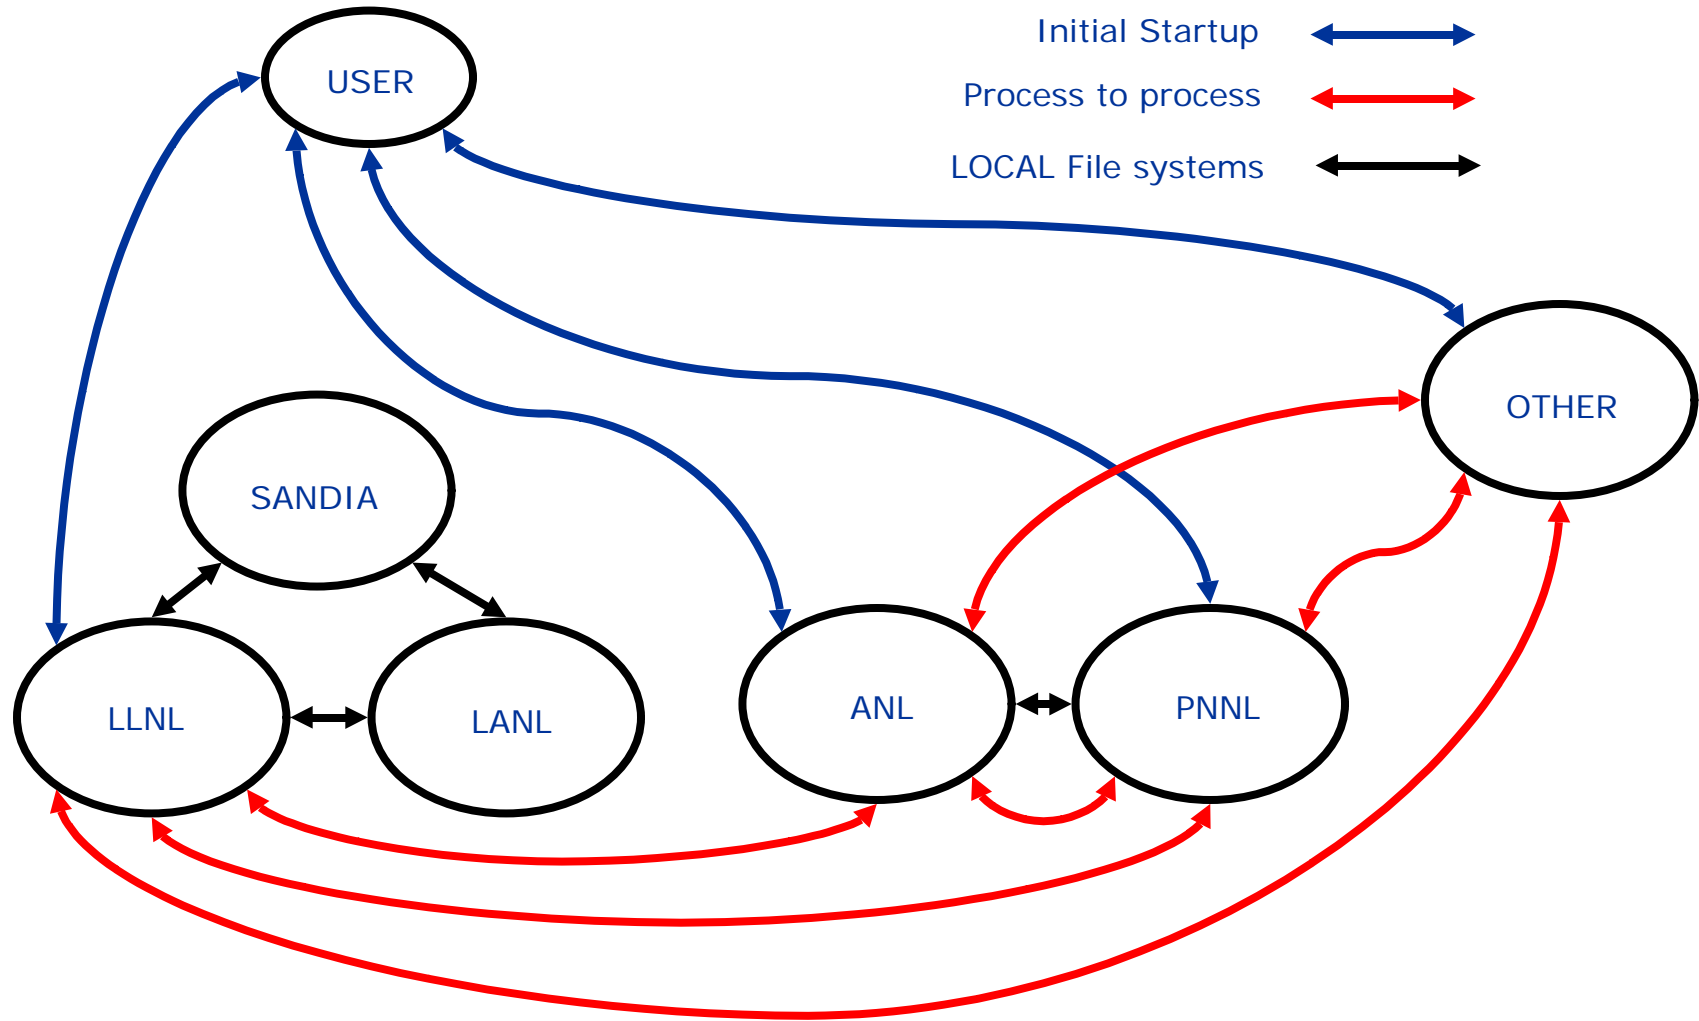 Initial Startup
USER
Process to process
LOCAL File systems
OTHER
SANDIA
LLNL
LANL
ANL
PNNL